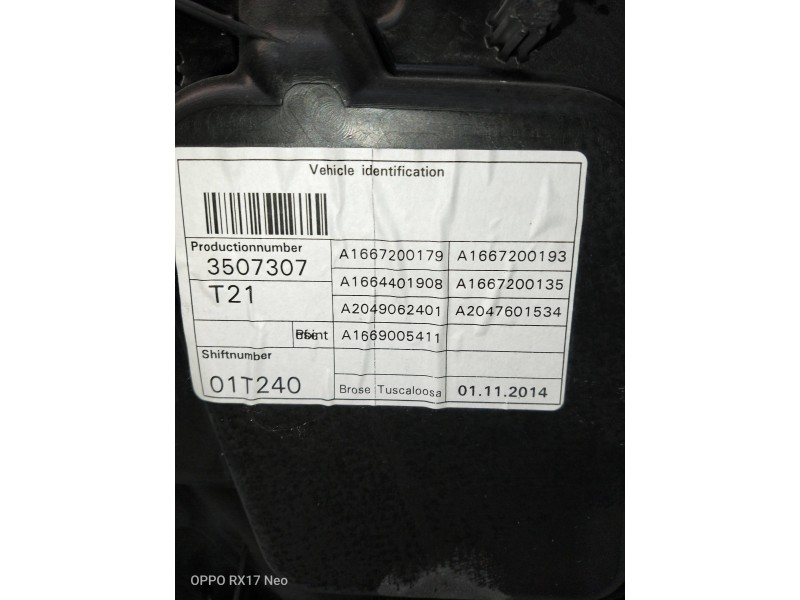 Vehicle identification
Productionnumber
3507307
A1667200179 A1667200193
T21
A1664401908 A1667200135
A2049062401 A2047601534
A1669005411
Shiftnumber
01T240
Brose Tuscaloosa 01.11.2014
OPPO RX17 Neo